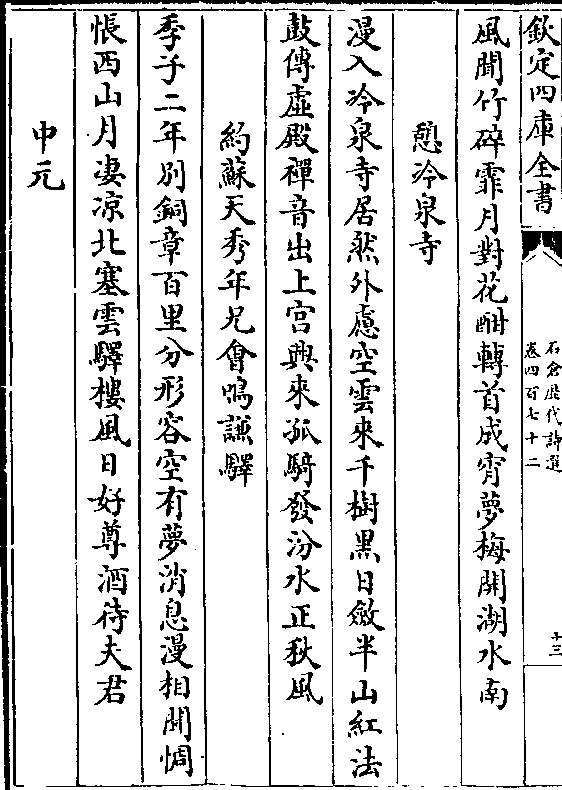 欽定四庫全書
石倉歷代詩選
卷四百七十二
十三
風聞竹碎霏月對花酣轉首成宵夢梅開湖水南
憩冷泉寺
漫入冷泉寺居然外慮空雲來千樹黑日斂半山紅法
鼓傳虛殿禪音出上宫興來孤騎發汾水正秋風
約蘇天秀年兄會鳴謙驛
季子二年別銅章百里分形容空有夢消息漫相聞惆
悵西山月凄凉北塞雲驛樓風日好尊酒待夫君
中元